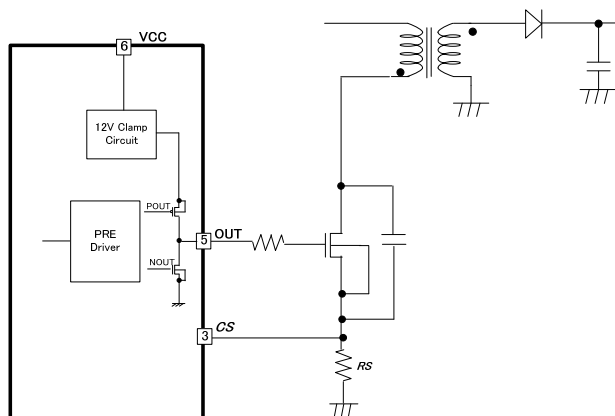 6 VCC
12V Clamp
Circuit
POUT
PRE
Driver
5 OUT
NOUT
3 CS
RS